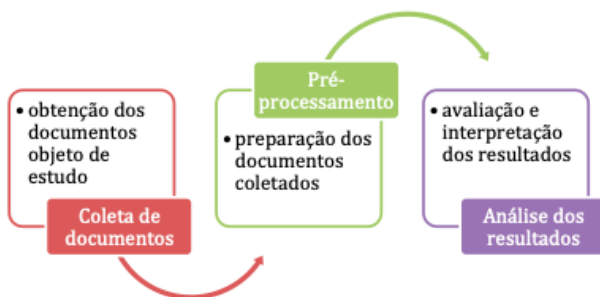 • obtenção dos
documentos
objeto de
estudo
Coleta de
documentos
Pré-
processamento
• preparação dos
documentos
coletados
• avaliação e
interpretação
dos resultados
Análise dos
resultados